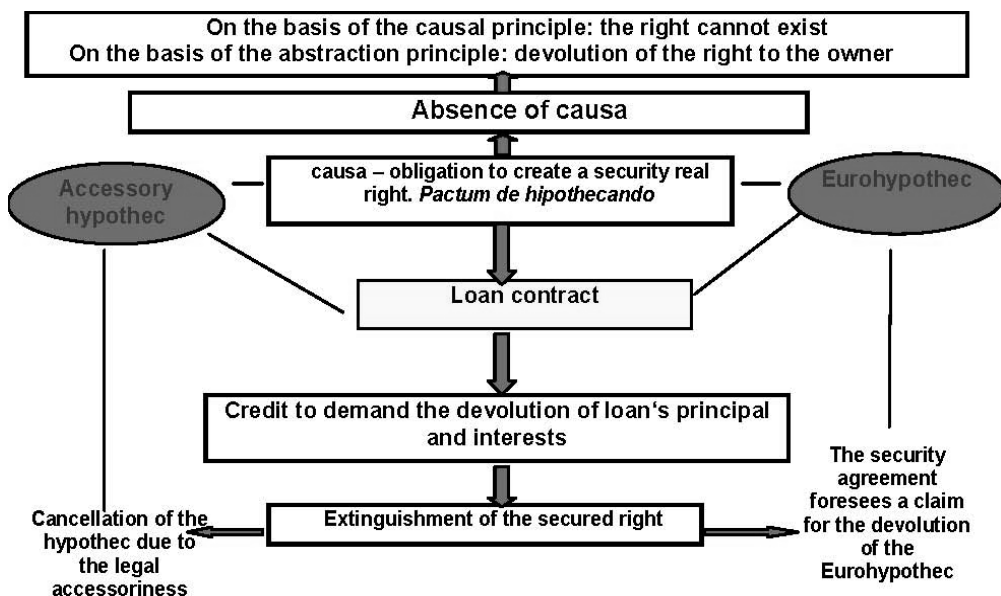 On the basis of the causal principle: the right cannot exist
On the basis of the abstraction principle: devolution of the right to the owner
Absence of causa
causa – obligation to create a security real
right. Pactum de hipothecando
Accessory
hypothec
Eurohypothec
Loan contract
Credit to demand the devolution of loan‘s principal
and interests
Extinguishment of the secured right
Cancellation of the
hypothec due to
the legal
accessoriness
The security
agreement
foresees a claim
for the devolution
of the
Eurohypothec